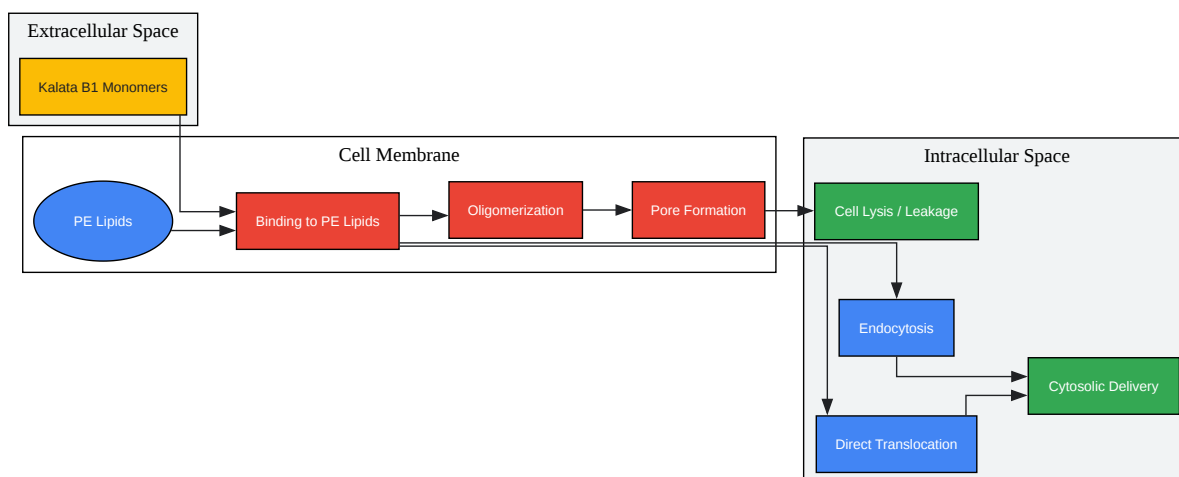 Extracellular Space
Kalata B1 Monomers
Cell Membrane
PE Lipids
Binding to PE Lipids
Oligomerization
Pore Formation
Intracellular Space
Cell Lysis / Leakage
Endocytosis
Cytosolic Delivery
Direct Translocation